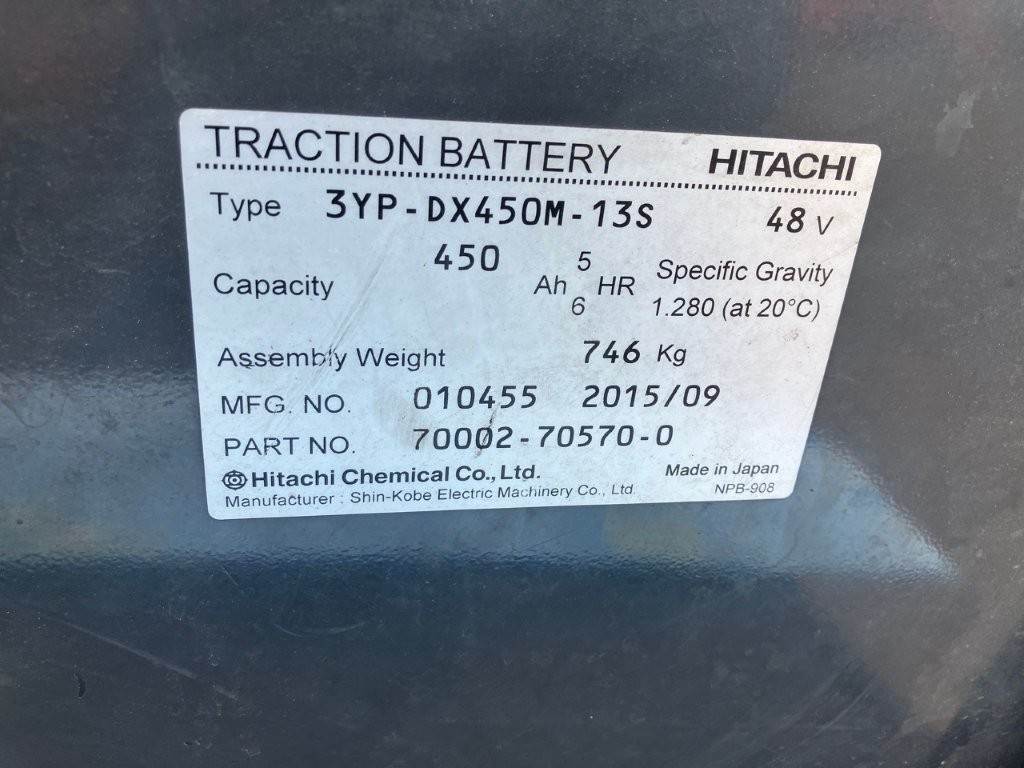 TRACTION BATTERY HITACHI
Type 3YP-DX450M-13S 48 V
Capacity 450 Ah 5 6 HR Specific Gravity
1.280 (at 20°C)
Assembly Weight 746 Kg
MFG. NO. 010455 2015/09
PART NO. 70002-70570-0
Hitachi Chemical Co., Ltd. Made in Japan
Manufacturer : Shin-Kobe Electric Machinery Co., Ltd. NPB-908